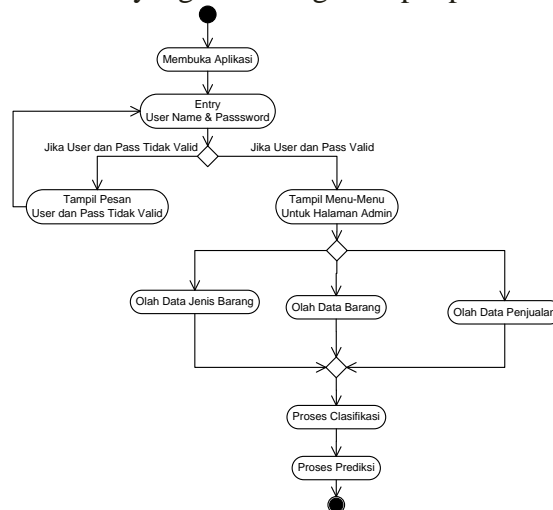 Membuka Aplikasi
Entry
User Name & Passsword
Jika User dan Pass Tidak Valid
Jika User dan Pass Valid
Tampil Pesan
User dan Pass Tidak Valid
Tampil Menu-Menu
Untuk Halaman Admin
Olah Data Jenis Barang
Olah Data Barang
Olah Data Penjualan
Proses Clasifikasi
Proses Prediksi